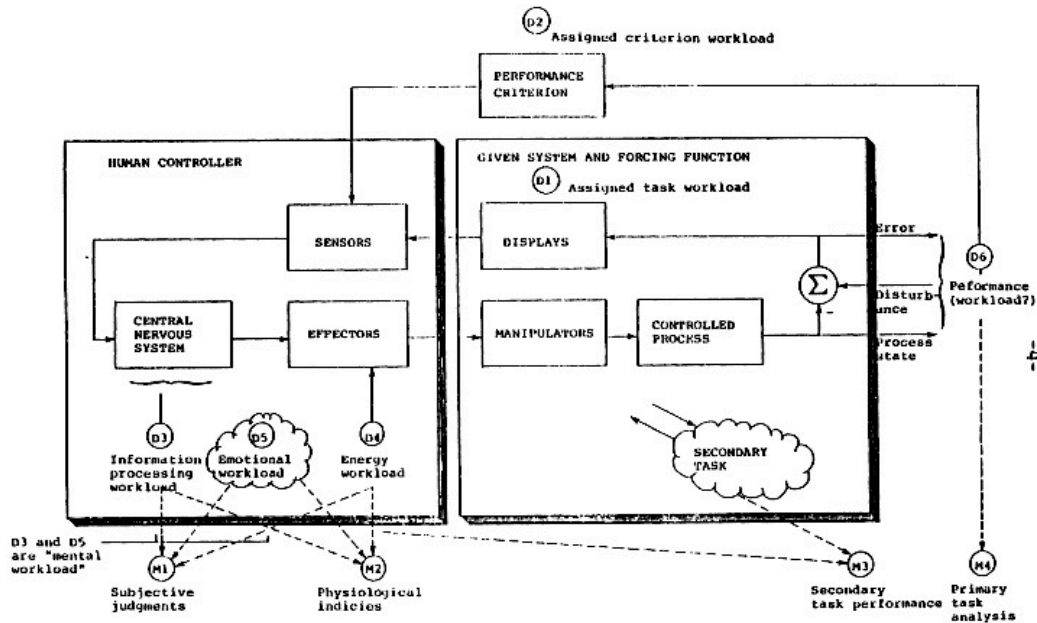 D2
Assigned criterion workload
PERFORMANCE
CRITERION
HUMAN CONTROLLER
GIVEN SYSTEM AND FORCING FUNCTION
D1
Assigned task workload
SENSORS
DISPLAYS
Error
D6
Σ
Peformance
(workload?)
Disturb-
ance
-
CENTRAL
NERVOUS
SYSTEM
EFFECTORS
MANIPULATORS
CONTROLLED
PROCESS
Process
state
D3
D5
D4
Information
processing
workload
Emotional
workload
Energy
workload
SECONDARY
TASK
D3 and D5
are "mental
workload"
M1
M2
M3
M4
Subjective
judgments
Physiological
indicies
Secondary
task performance
Primary
task
analysis